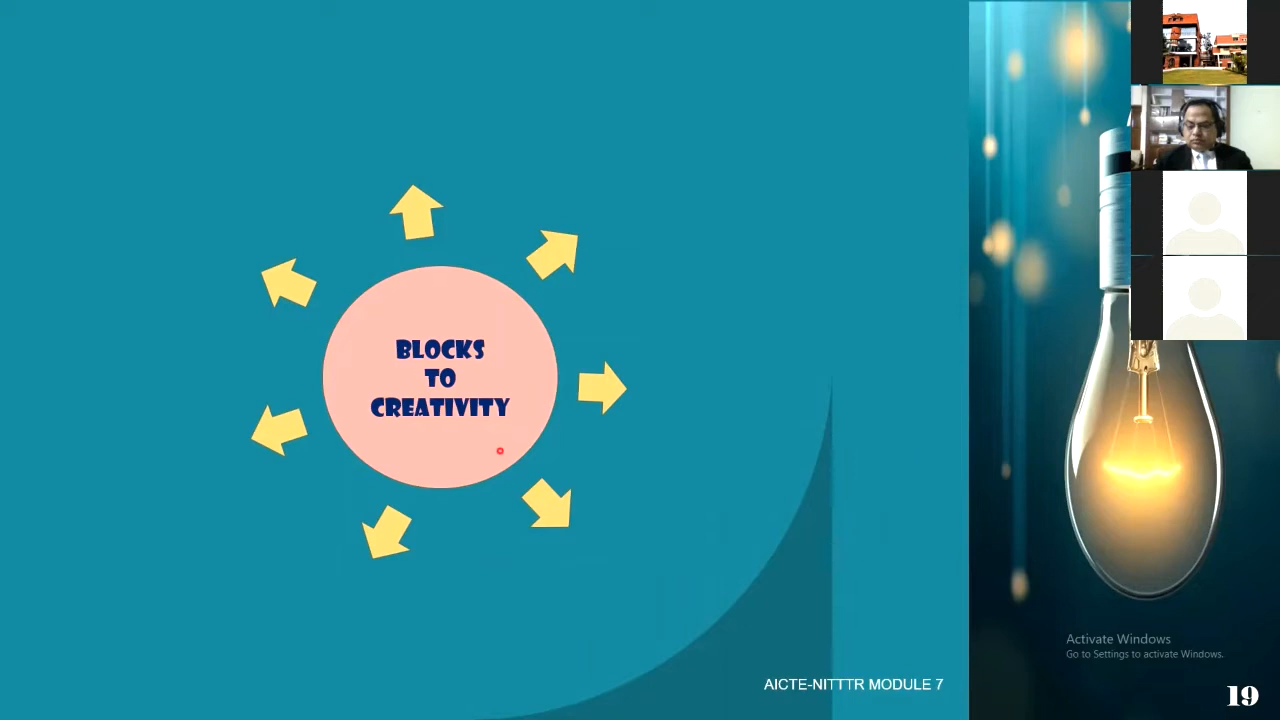 BLOCKS
TO
CREATIVITY
AICTE-NITTTR MODULE 7
Activate Windows
Go to Settings to activate Windows.
19